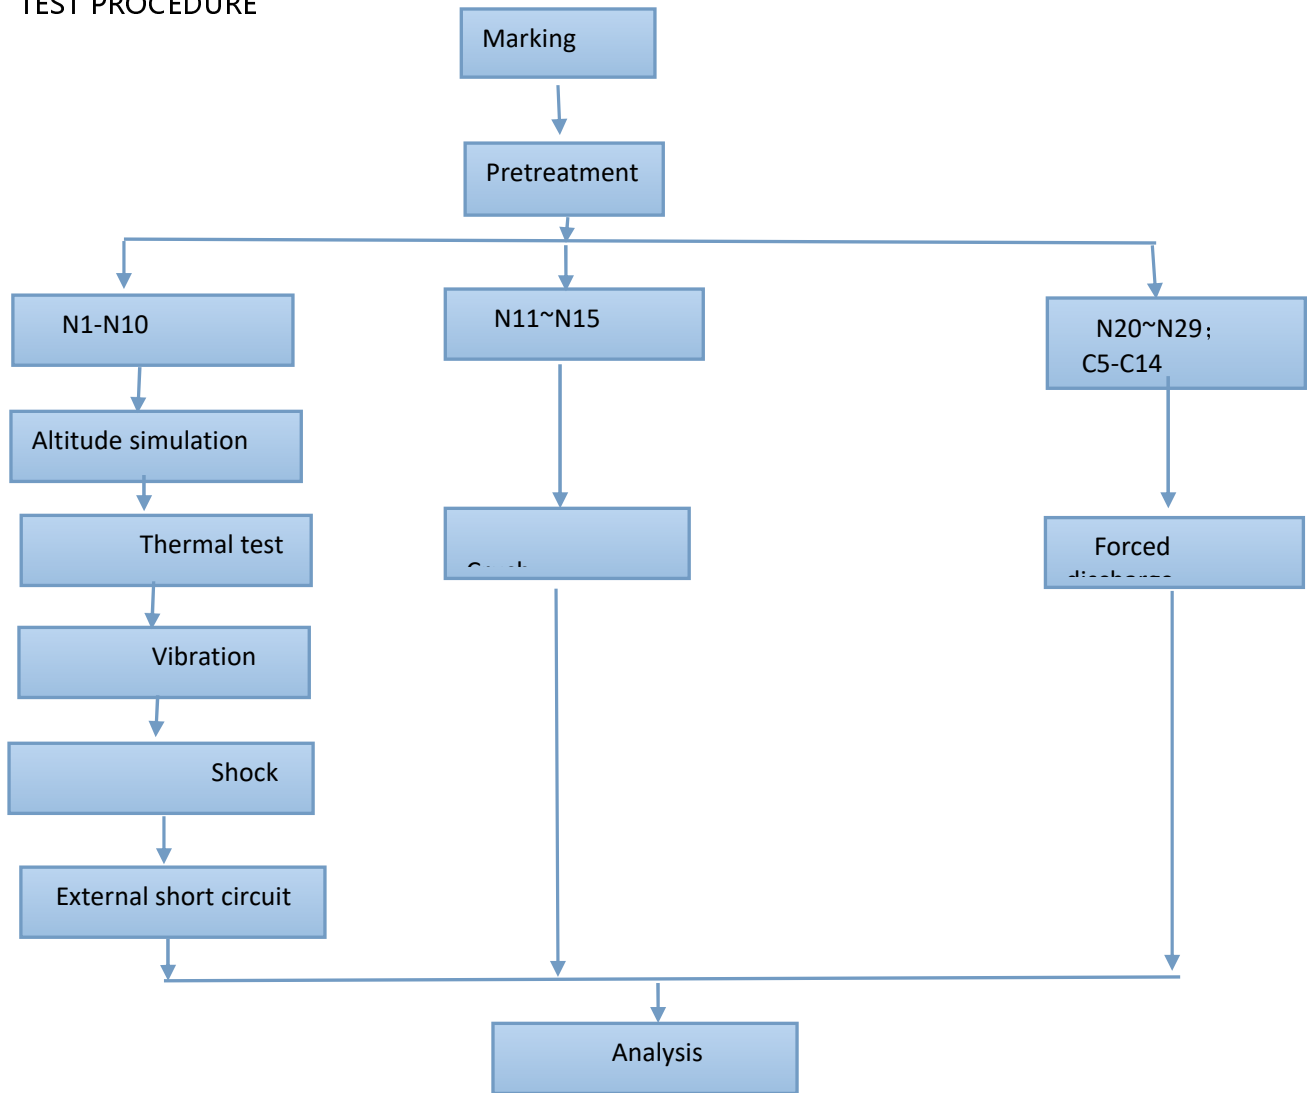 TEST PROCEDURE
Marking
Pretreatment
N1-N10
N11~N15
N20~N29；
C5-C14
Altitude simulation
Thermal test
Vibration
Shock
External short circuit
Forced
discharge
Analysis